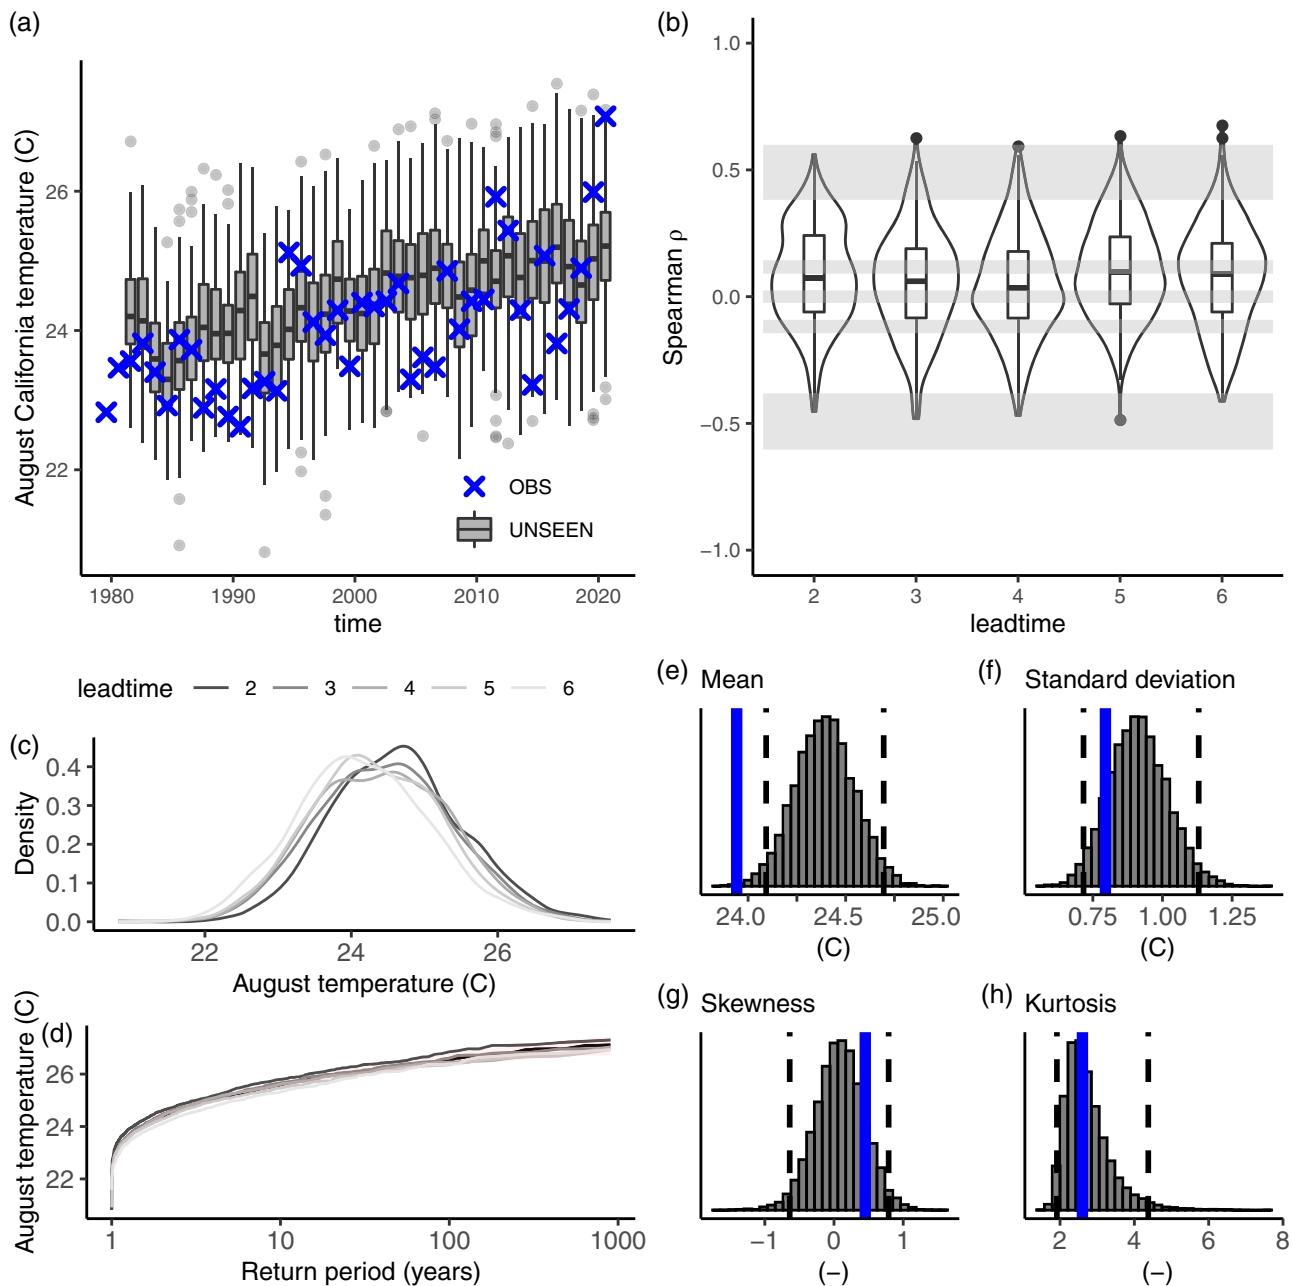 (a)
August California temperature (C)
26
24
22
OBS
UNSEEN
1980 1990 2000 2010 2020
time
(b)
Spearman ρ
1.0
0.5
0.0
−0.5
−1.0
2 3 4 5 6
leadtime
leadtime 2 3 4 5 6
(c)
Density
0.4
0.3
0.2
0.1
0.0
22 24 26
August temperature (C)
(d)
August temperature (C)
26
24
22
1 10 100 1000
Return period (years)
(e) Mean
24.0 24.5 25.0
(C)
(f) Standard deviation
0.75 1.00 1.25
(C)
(g) Skewness
−1 0 1
(−)
(h) Kurtosis
2 4 6 8
(−)